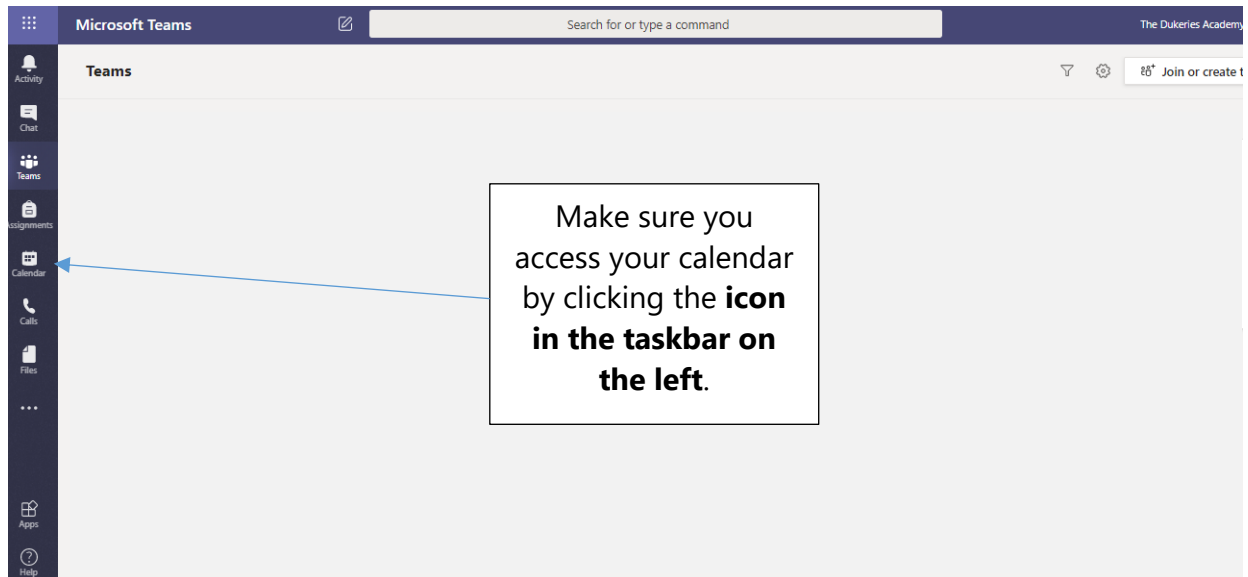 Microsoft Teams
Search for or type a command
The Dukeries Academy
Activity
Teams
Join or create t
Chat
Teams
ssignments
Calendar
Calls
Files
Apps
Help
Make sure you
access your calendar
by clicking the icon
in the taskbar on
the left.